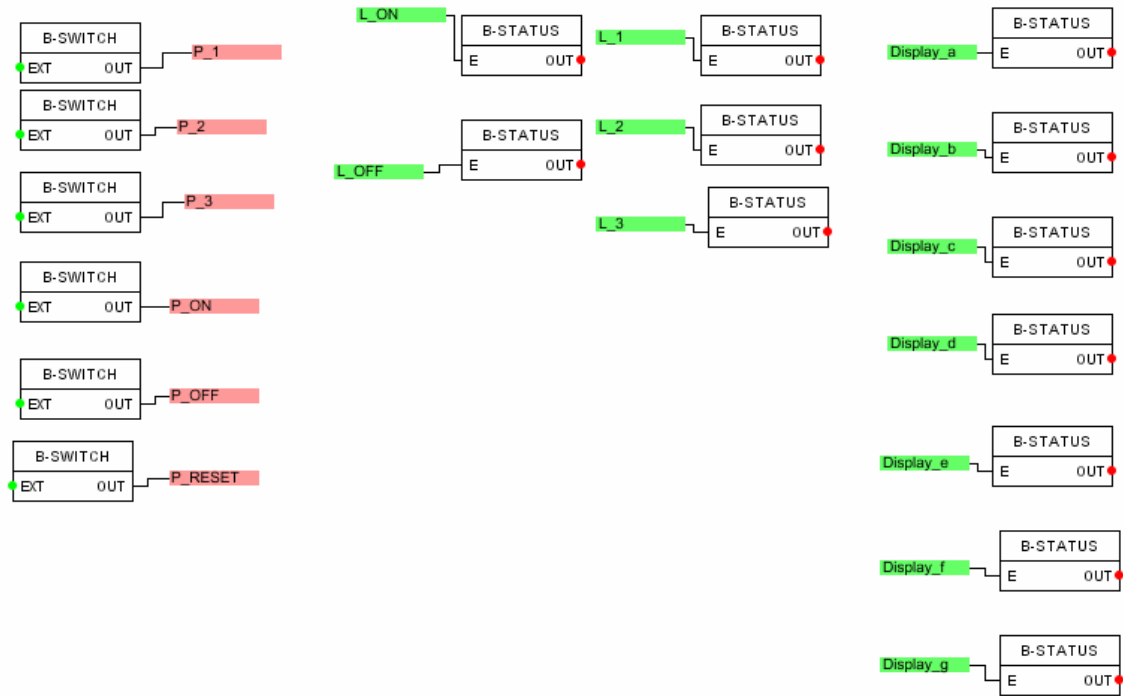 B-SWITCH
EXT OUT
P_1
B-SWITCH
EXT OUT
P_2
B-SWITCH
EXT OUT
P_3
B-SWITCH
EXT OUT
P_ON
B-SWITCH
EXT OUT
P_OFF
B-SWITCH
EXT OUT
P_RESET
L_ON
B-STATUS
E OUT
L_OFF
B-STATUS
E OUT
L_1
B-STATUS
E OUT
L_2
B-STATUS
E OUT
L_3
B-STATUS
E OUT
Display_a
B-STATUS
E OUT
Display_b
B-STATUS
E OUT
Display_c
B-STATUS
E OUT
Display_d
B-STATUS
E OUT
Display_e
B-STATUS
E OUT
Display_f
B-STATUS
E OUT
Display_g
B-STATUS
E OUT